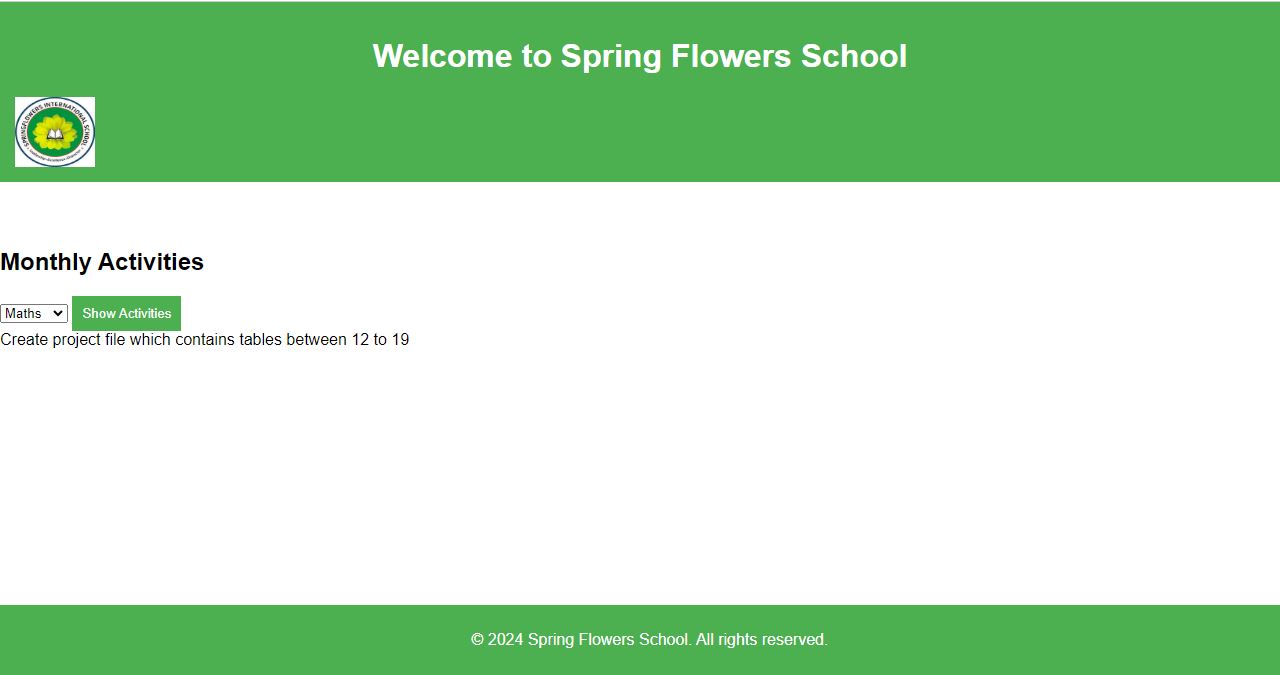 Welcome to Spring Flowers School
SPRINGFLOWERS INTERNATIONAL SCHOOL
Monthly Activities
Maths Show Activities
Create project file which contains tables between 12 to 19
© 2024 Spring Flowers School. All rights reserved.